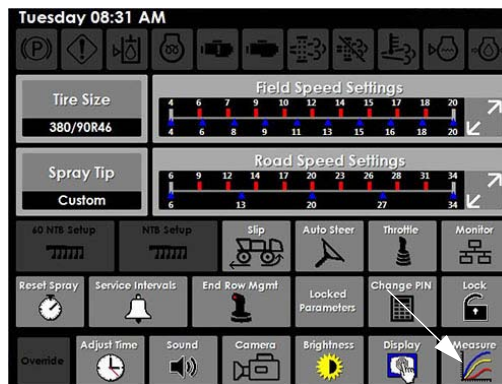 Tuesday 08:31 AM
Tire Size
380/90R46
Field Speed Settings
4 6 7 9 10 12 14 15 17 18 20
4 6 8 9 11 13 15 16 18 20
Spray Tip
Custom
Road Speed Settings
6 9 12 14 17 20 23 26 28 31 34
6 13 20 27 34
60 NTB Setup NTB Setup Slip Auto Steer Throttle Monitor
Reset Spray Service Intervals End Row Mgmt Locked Parameters Change PIN Lock
Override Adjust Time Sound Camera Brightness Display Measure